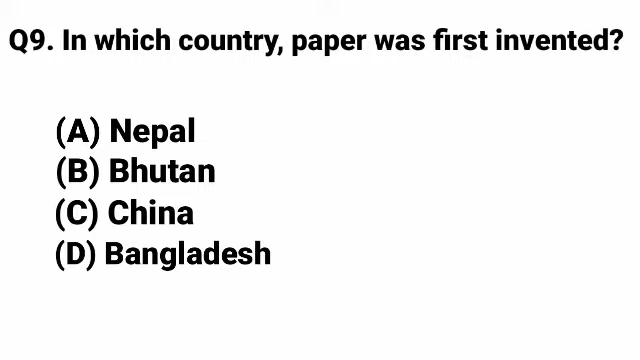 Q9. In which country, paper was first invented?
(A) Nepal
(B) Bhutan
(C) China
(D) Bangladesh